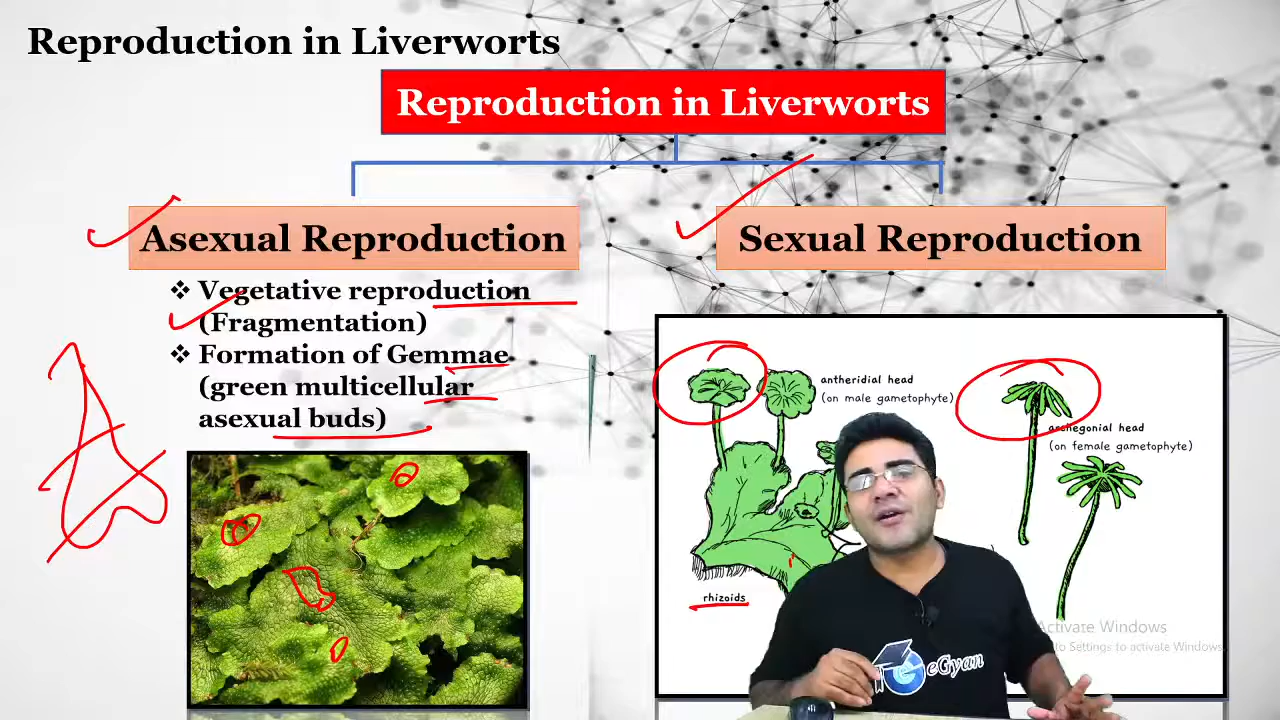 Reproduction in Liverworts
Reproduction in Liverworts
Asexual Reproduction
Sexual Reproduction
❖ Vegetative reproduction
(Fragmentation)
❖ Formation of Gemmae
(green multicellular
asexual buds)
antheridial head
(on male gametophyte)
archegonial head
(on female gametophyte)
rhizoids
Activate Windows
to Settings to activate Windows.
eGyan